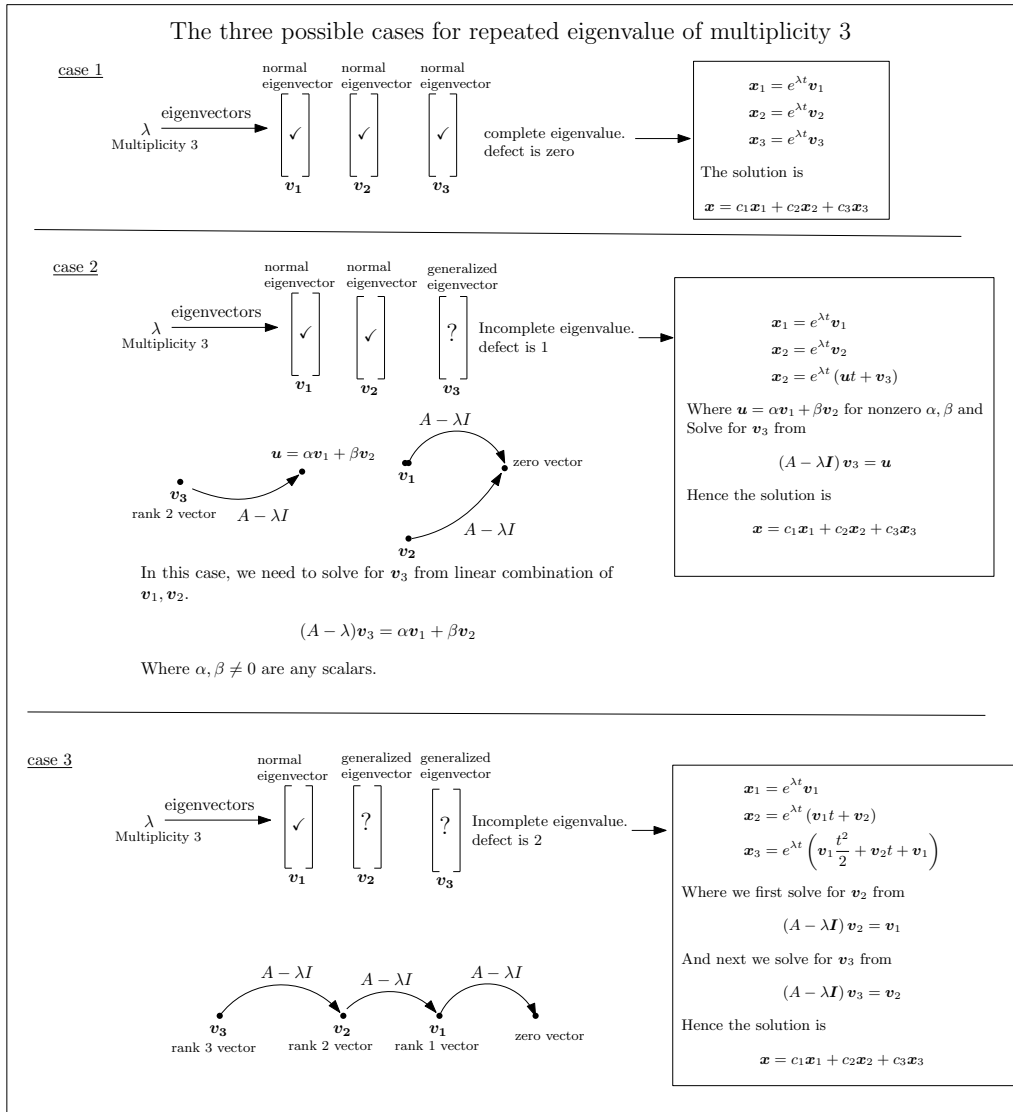 The three possible cases for repeated eigenvalue of multiplicity 3
case 1
normal eigenvector
normal eigenvector
normal eigenvector
λ
Multiplicity 3
eigenvectors
✓ ✓ ✓
v₁ v₂ v₃
complete eigenvalue.
defect is zero
x₁ = e^{λt} v₁
x₂ = e^{λt} v₂
x₃ = e^{λt} v₃
The solution is
x = c₁x₁ + c₂x₂ + c₃x₃
case 2
normal eigenvector
normal eigenvector
generalized eigenvector
λ
Multiplicity 3
eigenvectors
✓ ✓ ?
v₁ v₂ v₃
Incomplete eigenvalue.
defect is 1
x₁ = e^{λt} v₁
x₂ = e^{λt} v₂
x₂ = e^{λt} (ut + v₃)
Where u = αv₁ + βv₂ for nonzero α, β and
Solve for v₃ from
(A − λI) v₃ = u
Hence the solution is
x = c₁x₁ + c₂x₂ + c₃x₃
v₃
rank 2 vector
A − λI
u = αv₁ + βv₂
A − λI
v₁
zero vector
A − λI
v₂
In this case, we need to solve for v₃ from linear combination of
v₁, v₂.
(A − λ)v₃ = αv₁ + βv₂
Where α, β ≠ 0 are any scalars.
case 3
normal eigenvector
generalized eigenvector
generalized eigenvector
λ
Multiplicity 3
eigenvectors
✓ ? ?
v₁ v₂ v₃
Incomplete eigenvalue.
defect is 2
x₁ = e^{λt} v₁
x₂ = e^{λt} (v₁t + v₂)
x₃ = e^{λt} (v₁ t²/2 + v₂t + v₁)
Where we first solve for v₂ from
(A − λI) v₂ = v₁
And next we solve for v₃ from
(A − λI) v₃ = v₂
Hence the solution is
x = c₁x₁ + c₂x₂ + c₃x₃
A − λI A − λI A − λI
v₃ v₂ v₁ zero vector
rank 3 vector rank 2 vector rank 1 vector